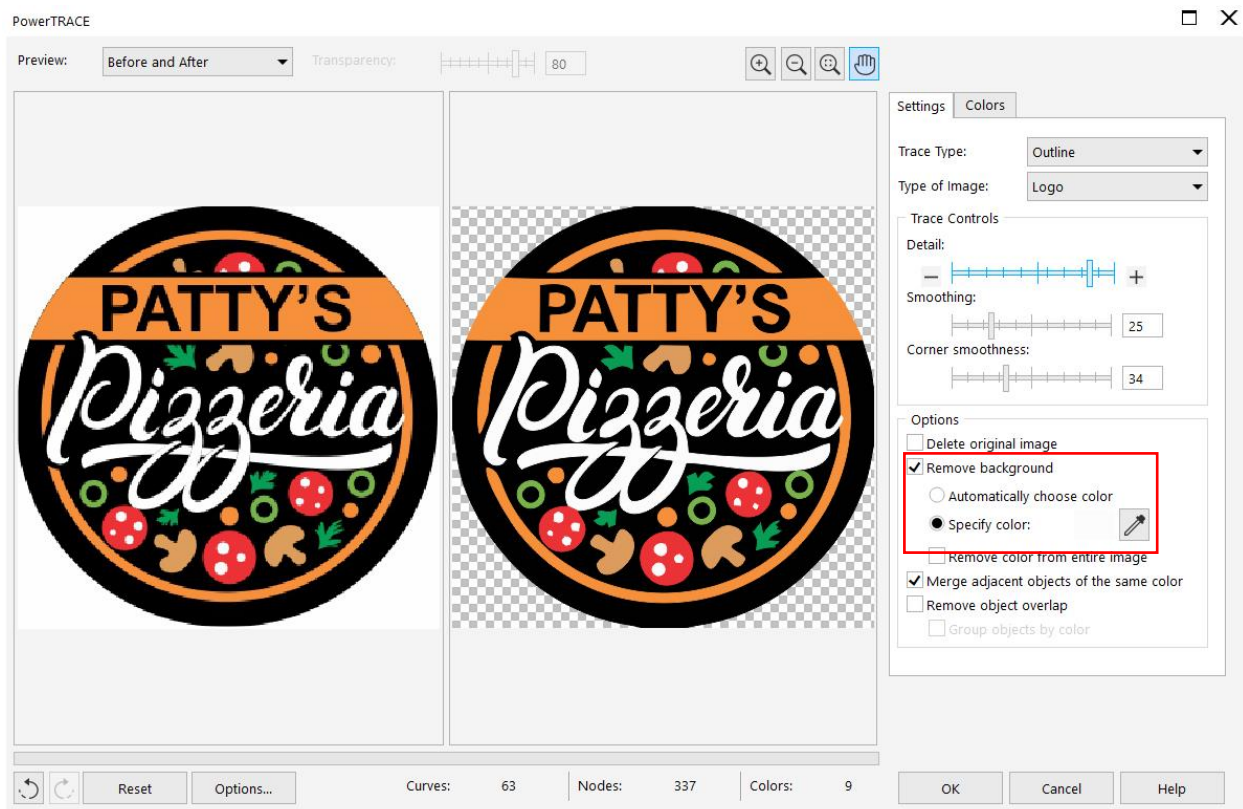 PowerTRACE
Preview: Before and After Transparency: 80
Settings Colors
Trace Type: Outline
Type of Image: Logo
Trace Controls
Detail:
Smoothing:
25
Corner smoothness:
34
Options
Delete original image
Remove background
Automatically choose color
Specify color:
Remove color from entire image
Merge adjacent objects of the same color
Remove object overlap
Group objects by color
PATTY'S
Pizzeria
PATTY'S
Pizzeria
Reset Options... Curves: 63 Nodes: 337 Colors: 9 OK Cancel Help